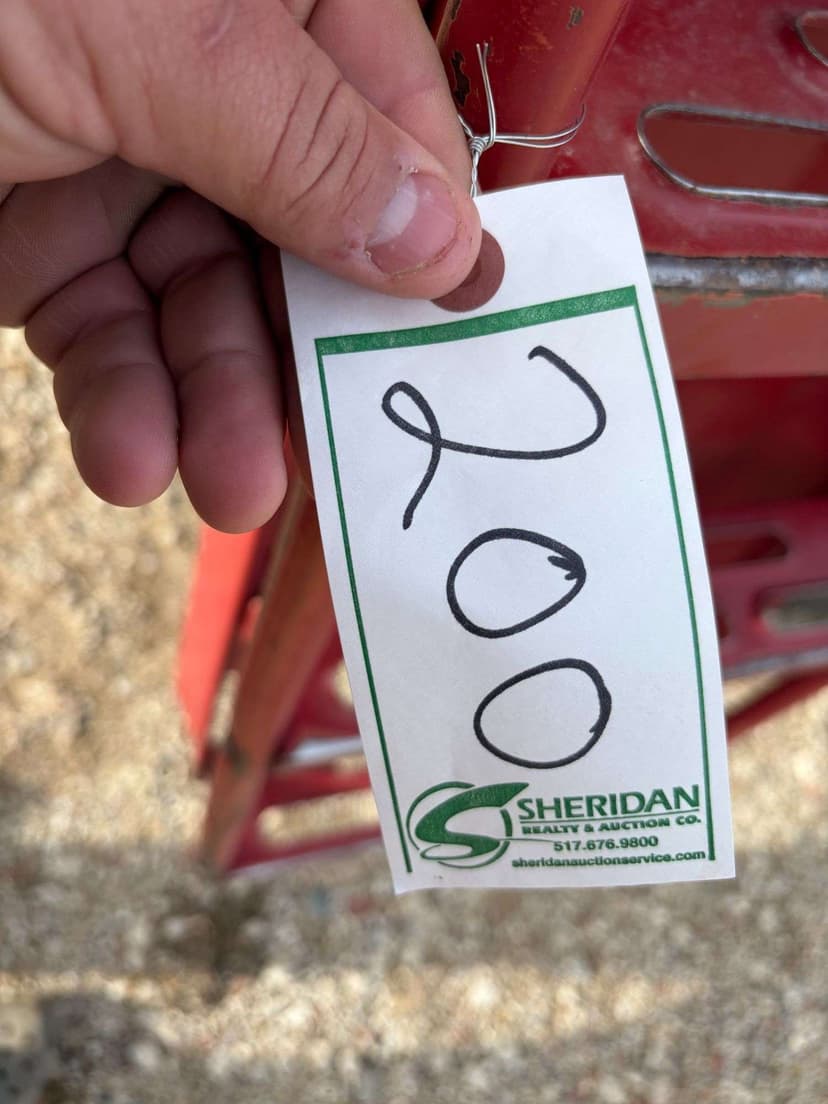 200
SHERIDAN
REALTY & AUCTION CO.
517.676.9800
sheridanauctionservice.com